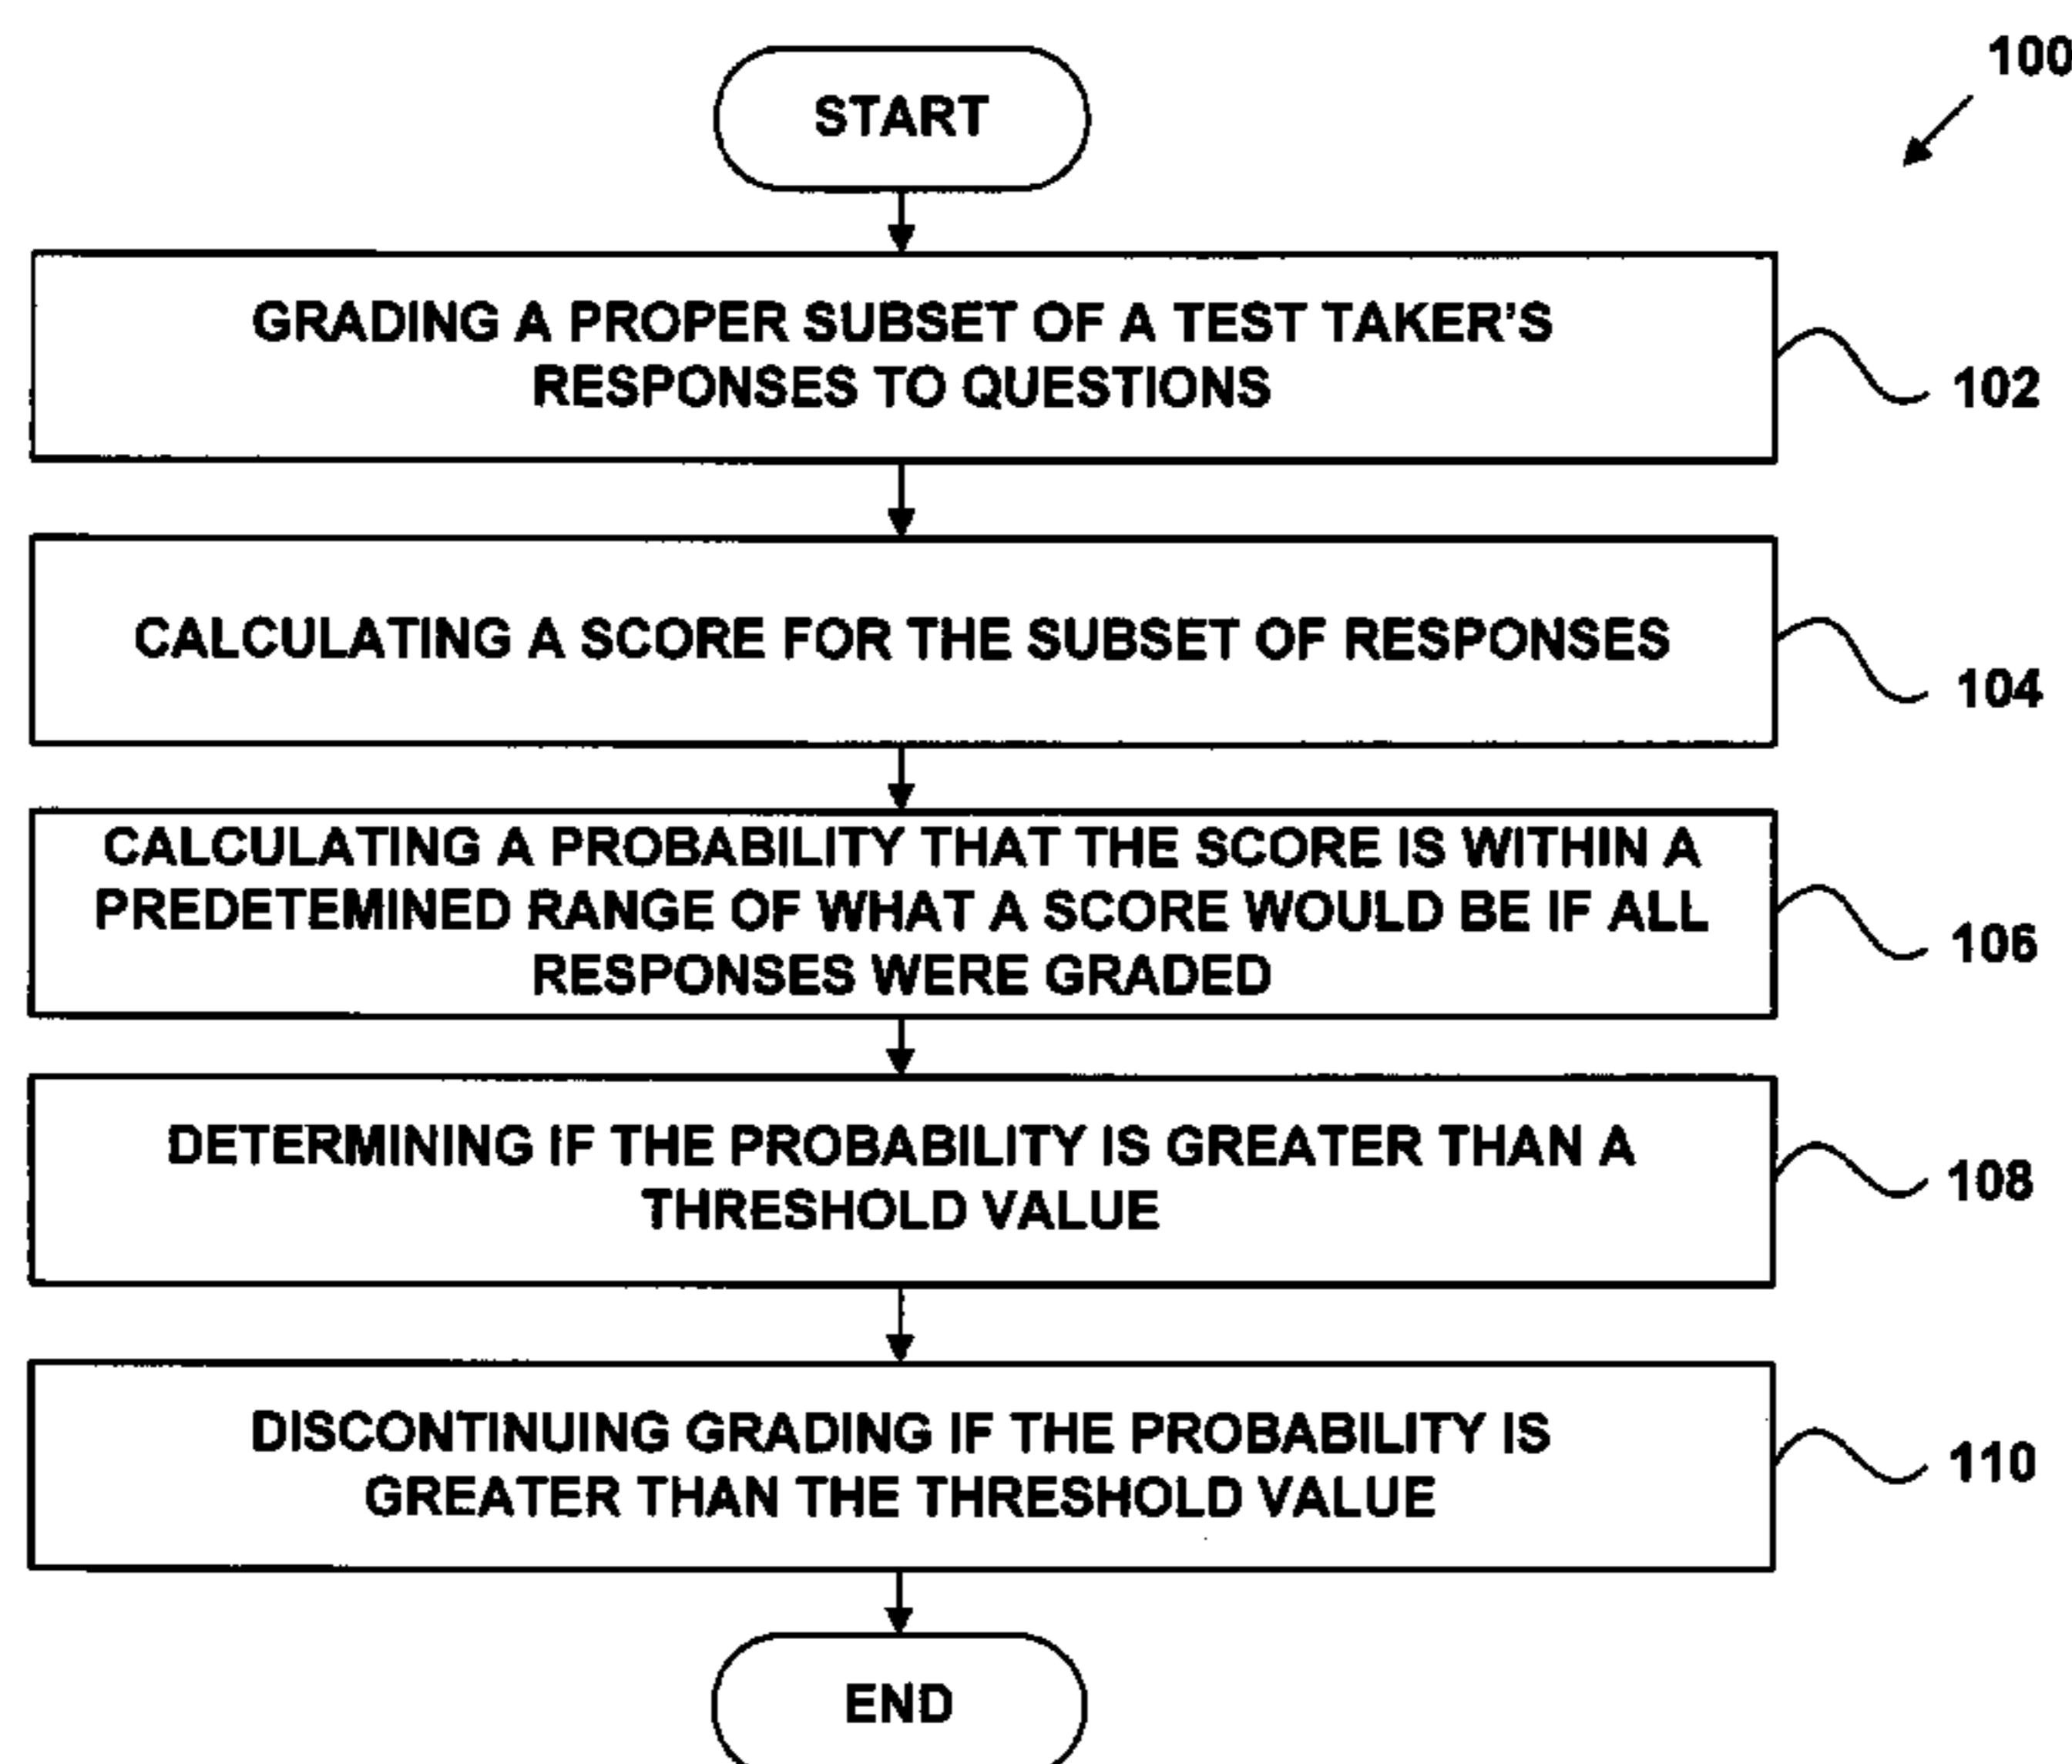 100
START
GRADING A PROPER SUBSET OF A TEST TAKER'S
RESPONSES TO QUESTIONS
102
CALCULATING A SCORE FOR THE SUBSET OF RESPONSES
104
CALCULATING A PROBABILITY THAT THE SCORE IS WITHIN A
PREDETEMINED RANGE OF WHAT A SCORE WOULD BE IF ALL
RESPONSES WERE GRADED
106
DETERMINING IF THE PROBABILITY IS GREATER THAN A
THRESHOLD VALUE
108
DISCONTINUING GRADING IF THE PROBABILITY IS
GREATER THAN THE THRESHOLD VALUE
110
END